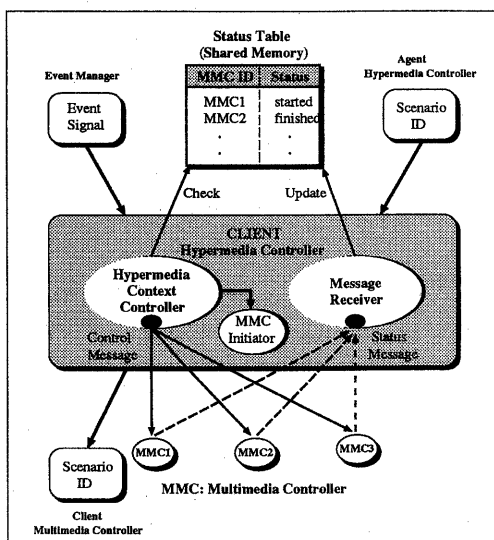 Status Table
(Shared Memory)
MMC ID Status
MMC1 started
MMC2 finished
. .
. .
Event Manager
Event
Signal
Agent
Hypermedia Controller
Scenario
ID
Check
Update
CLIENT
Hypermedia Controller
Hypermedia
Context
Controller
Message
Receiver
MMC
Initiator
Control
Message
Status
Message
MMC1
MMC2
MMC3
Scenario
ID
MMC: Multimedia Controller
Client
Multimedia Controller